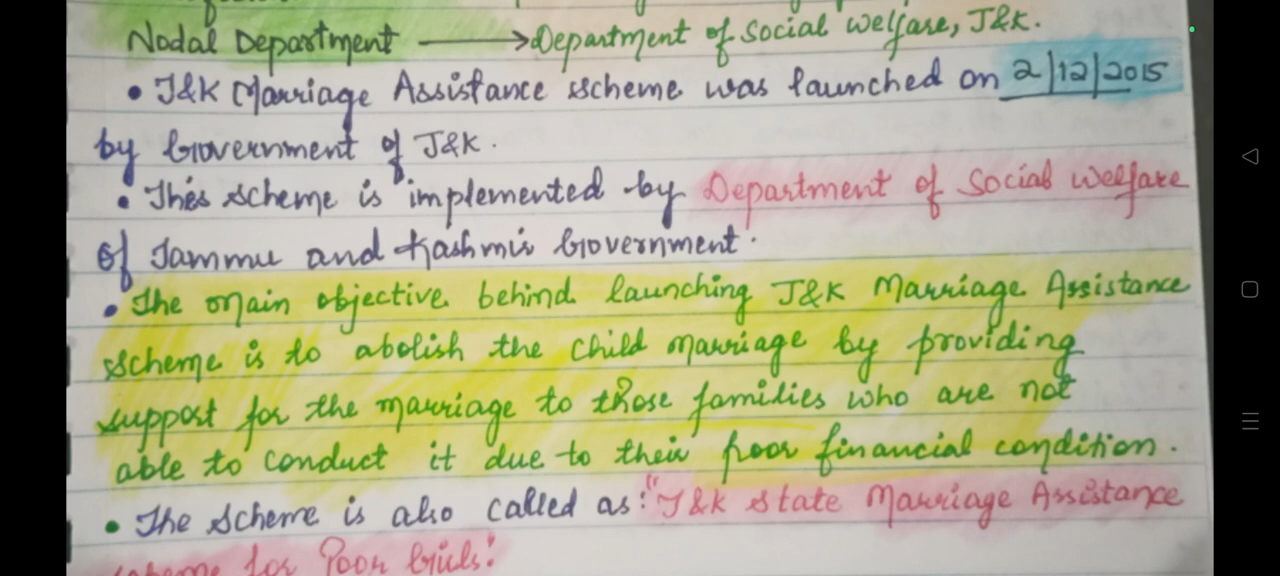 Nodal Department → Department of Social Welfare, J&K.
• J&K Marriage Assistance scheme was launched on 2/12/2015
by Government of J&K.
• This scheme is implemented by Department of Social Welfare
of Jammu and Kashmir Government.
• The main objective behind launching J&K Marriage Assistance
scheme is to abolish the child marriage by providing
support for the marriage to those families who are not
able to conduct it due to their poor financial condition.
• The scheme is also called as: "J&K State Marriage Assistance
scheme for Poor Girls."